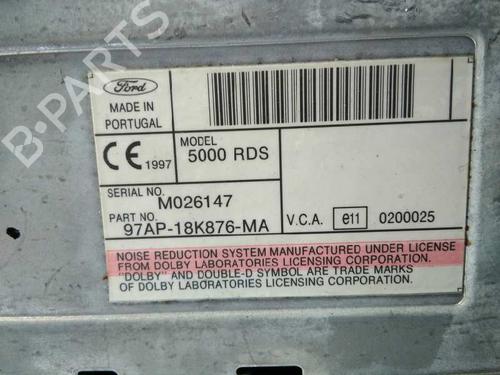 B-PARTS
Ford
MADE IN
PORTUGAL
CE 1997
MODEL
5000 RDS
SERIAL NO.
M026147
PART NO.
97AP-18K876-MA
V.C.A. e11 0200025
NOISE REDUCTION SYSTEM MANUFACTURED UNDER LICENSE
FROM DOLBY LABORATORIES LICENSING CORPORATION.
"DOLBY" AND DOUBLE-D SYMBOL ARE TRADE MARKS
OF DOLBY LABORATORIES LICENSING CORPORATION.